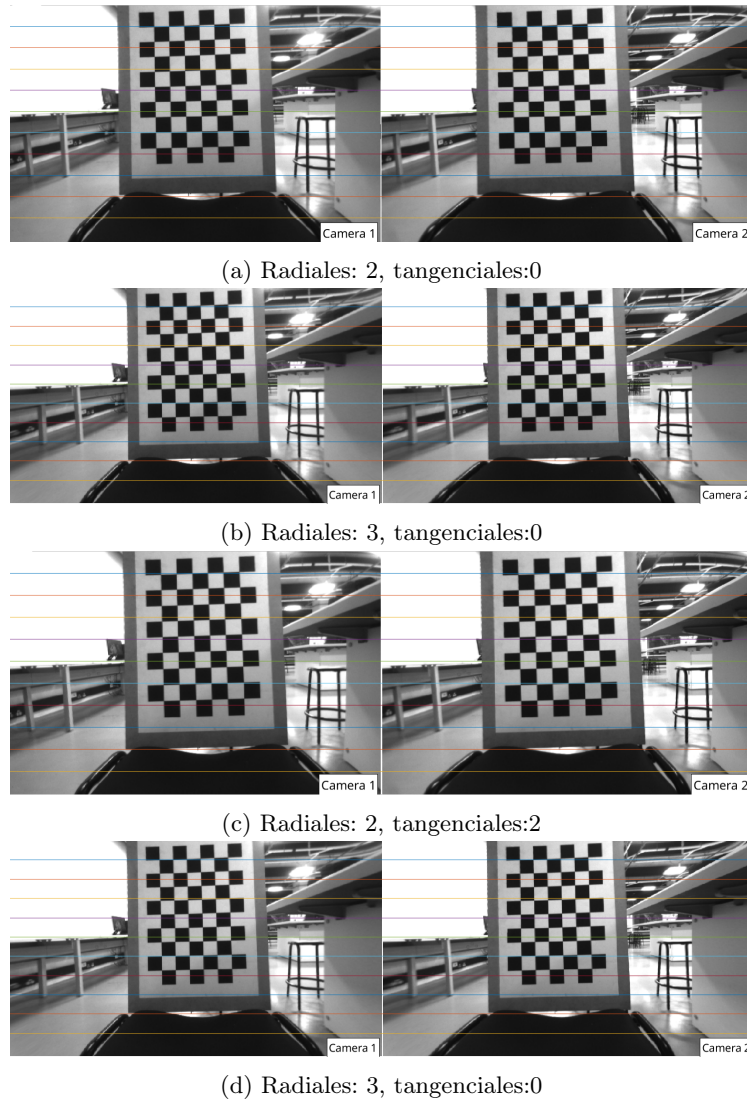 Camera 1
Camera 2
(a) Radiales: 2, tangenciales:0
Camera 1
Camera 2
(b) Radiales: 3, tangenciales:0
Camera 1
Camera 2
(c) Radiales: 2, tangenciales:2
Camera 1
Camera 2
(d) Radiales: 3, tangenciales:0